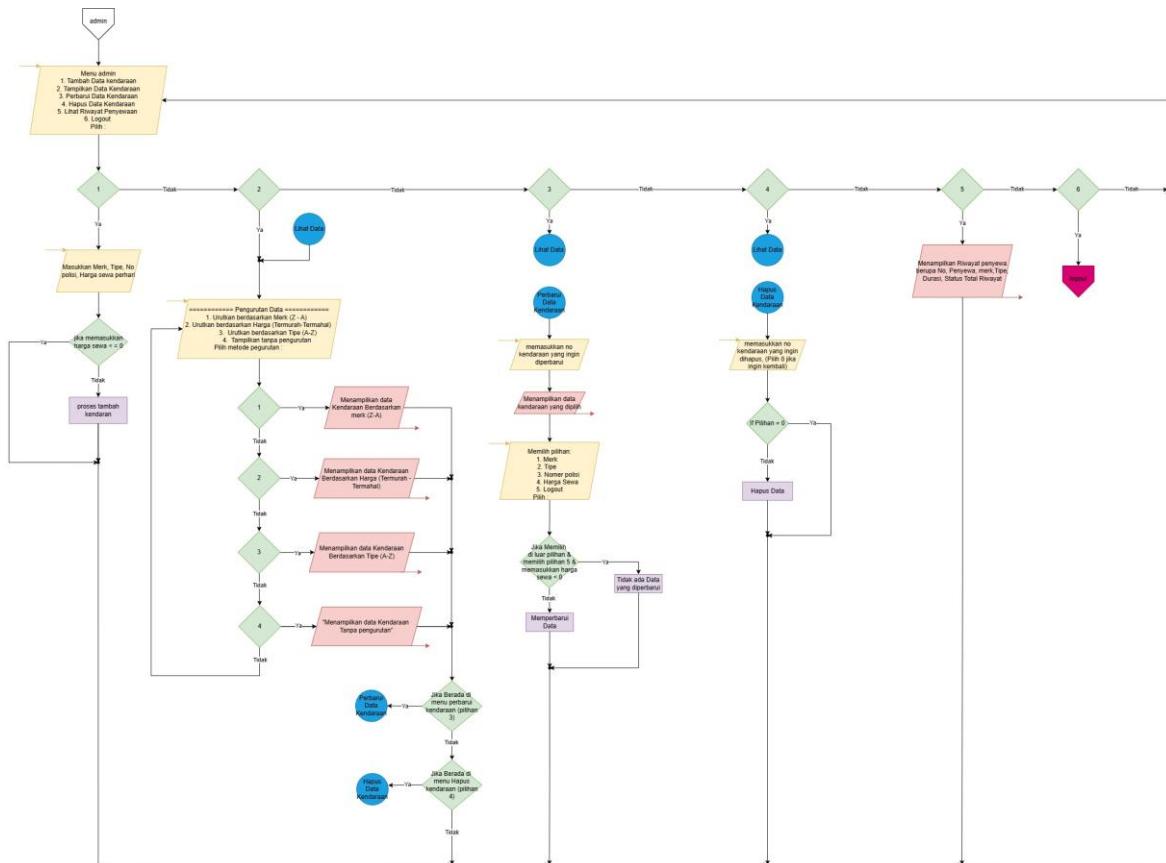 admin
Menu admin
1. Tambah Data kendaraan
2. Tampilkan Data Kendaraan
3. Perbarui Data Kendaraan
4. Hapus Data Kendaraan
5. Lihat Riwayat Penyewaan
6. Logout
Pilih :
1
Tidak
2
Tidak
3
Tidak
4
Tidak
5
Tidak
6
Tidak
Ya
Ya
Ya
Ya
Ya
Ya
Masukkan Merk, Tipe, No
polisi, Harga sewa perhari
jika memasukkan
harga sewa < = 0
Ya
Tidak
proses tambah
kendaran
Lihat Data
============ Pengurutan Data ============
1. Urutkan berdasarkan Merk (Z - A)
2. Urutkan berdasarkan Harga (Termurah-Termahal)
3. Urutkan berdasarkan Tipe (A-Z)
4. Tampilkan tanpa pengurutan
Pilih metode pegurutan :
1
Ya
Menampilkan data
Kendaraan Berdasarkan
merk (Z-A)
Tidak
2
Ya
Menampilkan data Kendaraan
Berdasarkan Harga (Termurah -
Termahal)
Tidak
3
Ya
Menampilkan data Kendaraan
Berdasarkan Tipe (A-Z)
Tidak
4
Ya
"Menampilkan data Kendaraan
Tanpa pengurutan"
Tidak
Jika Berada di
menu perbarui
kendaraan (pilihan
3)
Ya
Perbarui
Data
Kendaraan
Tidak
Jika Berada di
menu Hapus
kendaraan (pilihan
4)
Ya
Hapus
Data
Kendaraan
Tidak
Lihat Data
Perbarui
Data
Kendaraan
memasukkan no
kendaraan yang ingin
diperbarui
Menampilkan data
kendaraan yang dipilih
Memilih pilihan:
1. Merk
2. Tipe
3. Nomer polisi
4. Harga Sewa
5. Logout
Pilih :
Jika Memilih
di luar pilihan &
memilih pilihan 5 &
memasukkan harga
sewa < 0
Ya
Tidak ada Data
yang diperbarui
Tidak
Memperbarui
Data
Lihat Data
Hapus
Data
Kendaraan
memasukkan no
kendaraan yang ingin
dihapus, (Pilih 0 jika
ingin kembali)
If Pilihan = 0
Ya
Tidak
Hapus Data
Menampilkan Riwayat penyewa,
berupa No, Penyewa, merk,Tipe,
Durasi, Status Total Riwayat